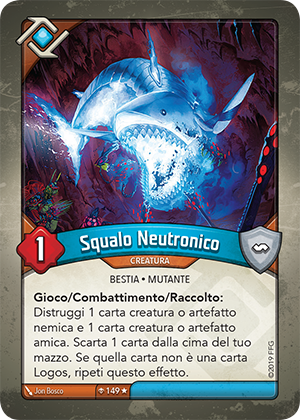 Squalo Neutronico
1
CREATURA
BESTIA • MUTANTE
Gioco/Combattimento/Raccolto:
Distruggi 1 carta creatura o artefatto
nemica e 1 carta creatura o artefatto
amica. Scarta 1 carta dalla cima del tuo
mazzo. Se quella carta non è una carta
Logos, ripeti questo effetto.
©2019 FFG
Jon Bosco
149